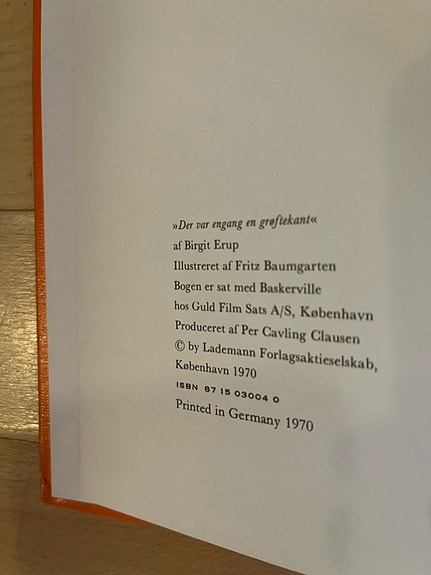 »Der var engang en grøftekant«
af Birgit Erup
Illustreret af Fritz Baumgarten
Bogen er sat med Baskerville
hos Guld Film Sats A/S, København
Produceret af Per Cavling Clausen
© by Lademann Forlagsaktieselskab,
København 1970
ISBN 87 15 03004 0
Printed in Germany 1970